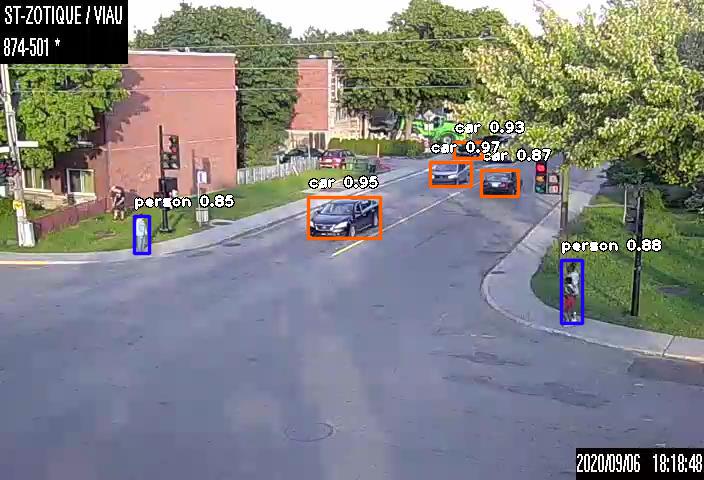 ST-ZOTIQUE / VIAU
874-501 *
car 0.93
car 0.97
car 0.87
car 0.95
person 0.85
person 0.88
2020/09/06 18:18:48